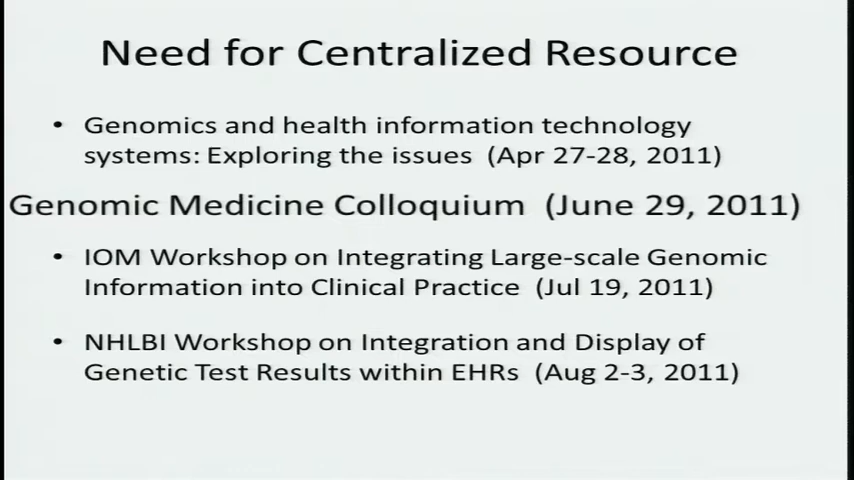 Need for Centralized Resource
• Genomics and health information technology
systems: Exploring the issues (Apr 27-28, 2011)
Genomic Medicine Colloquium (June 29, 2011)
• IOM Workshop on Integrating Large-scale Genomic
Information into Clinical Practice (Jul 19, 2011)
• NHLBI Workshop on Integration and Display of
Genetic Test Results within EHRs (Aug 2-3, 2011)